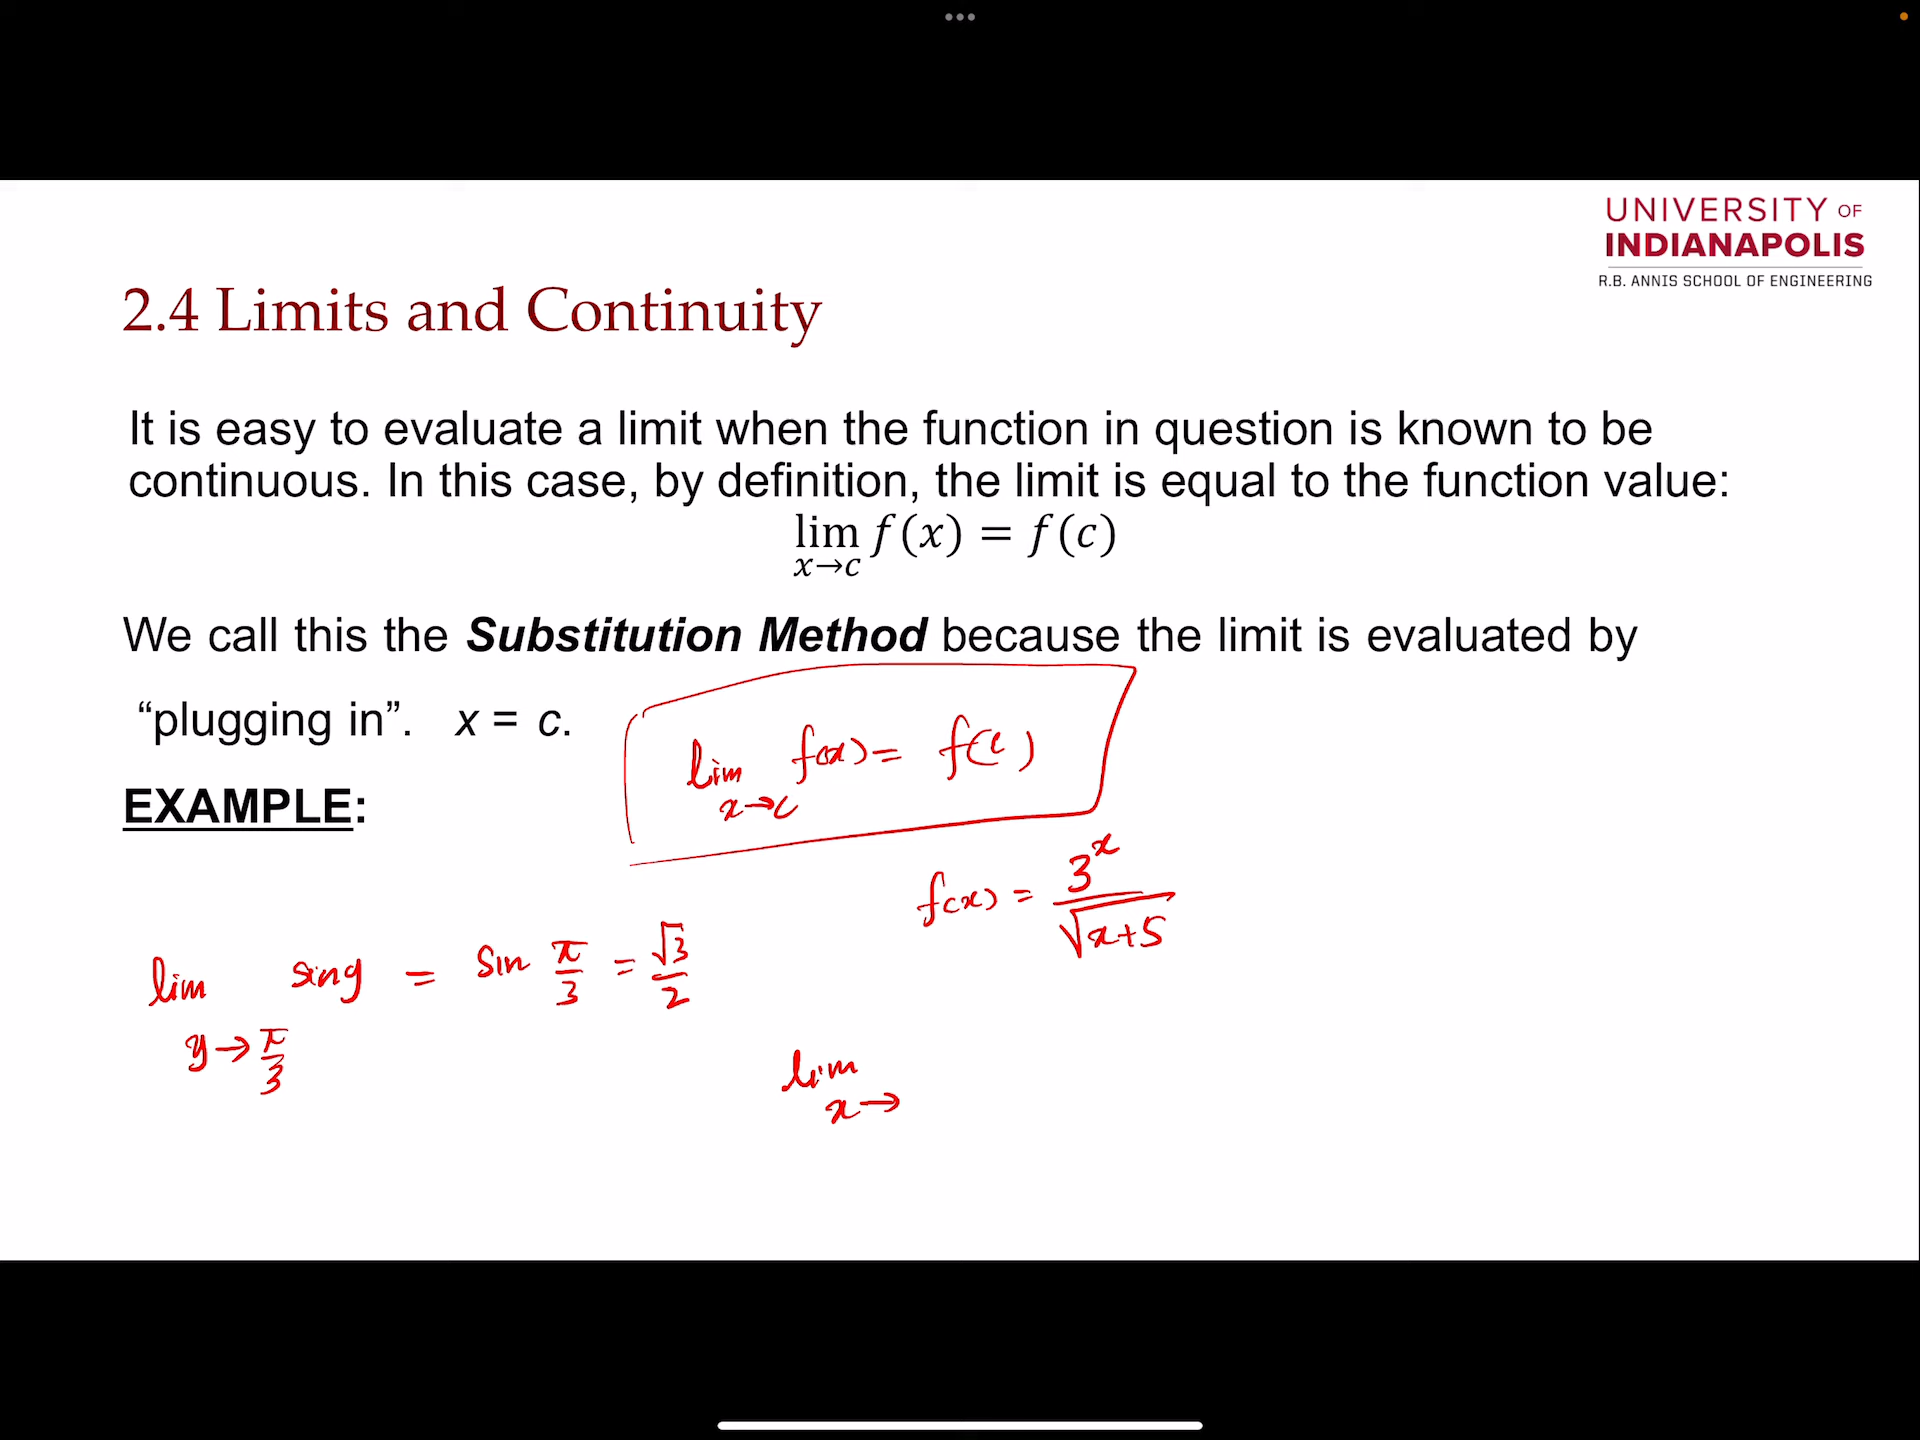 UNIVERSITY OF
INDIANAPOLIS
R.B. ANNIS SCHOOL OF ENGINEERING
2.4 Limits and Continuity
It is easy to evaluate a limit when the function in question is known to be
continuous. In this case, by definition, the limit is equal to the function value:
lim f(x) = f(c)
x→c
We call this the Substitution Method because the limit is evaluated by
“plugging in”. x = c.
lim f(x) = f(c)
x→c
EXAMPLE:
f(x) = 3^x / √x+5
lim sin y = sin π/3 = √3/2
y→π/3
lim
x→